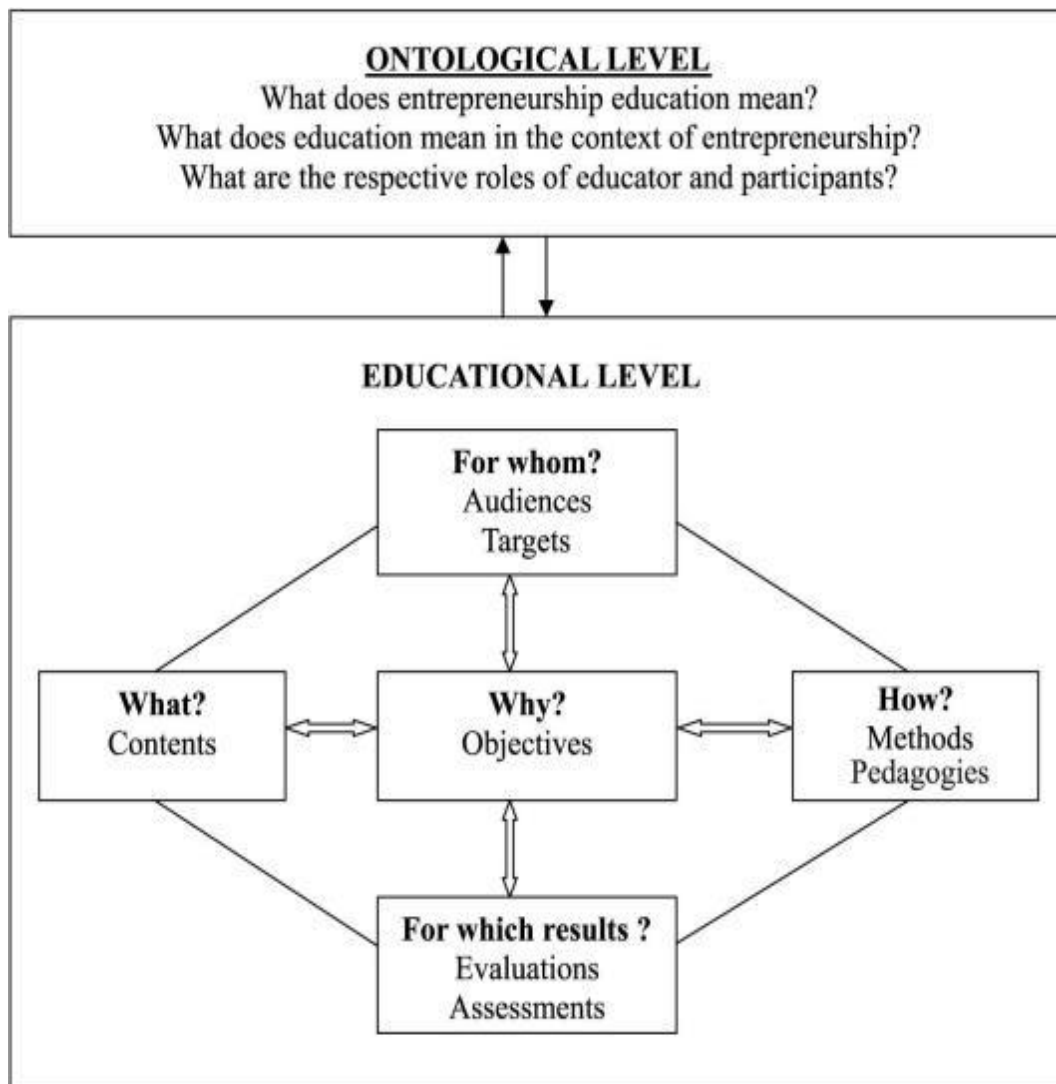 ONTOLOGICAL LEVEL
What does entrepreneurship education mean?
What does education mean in the context of entrepreneurship?
What are the respective roles of educator and participants?
EDUCATIONAL LEVEL
For whom?
Audiences
Targets
What?
Contents
Why?
Objectives
How?
Methods
Pedagogies
For which results ?
Evaluations
Assessments